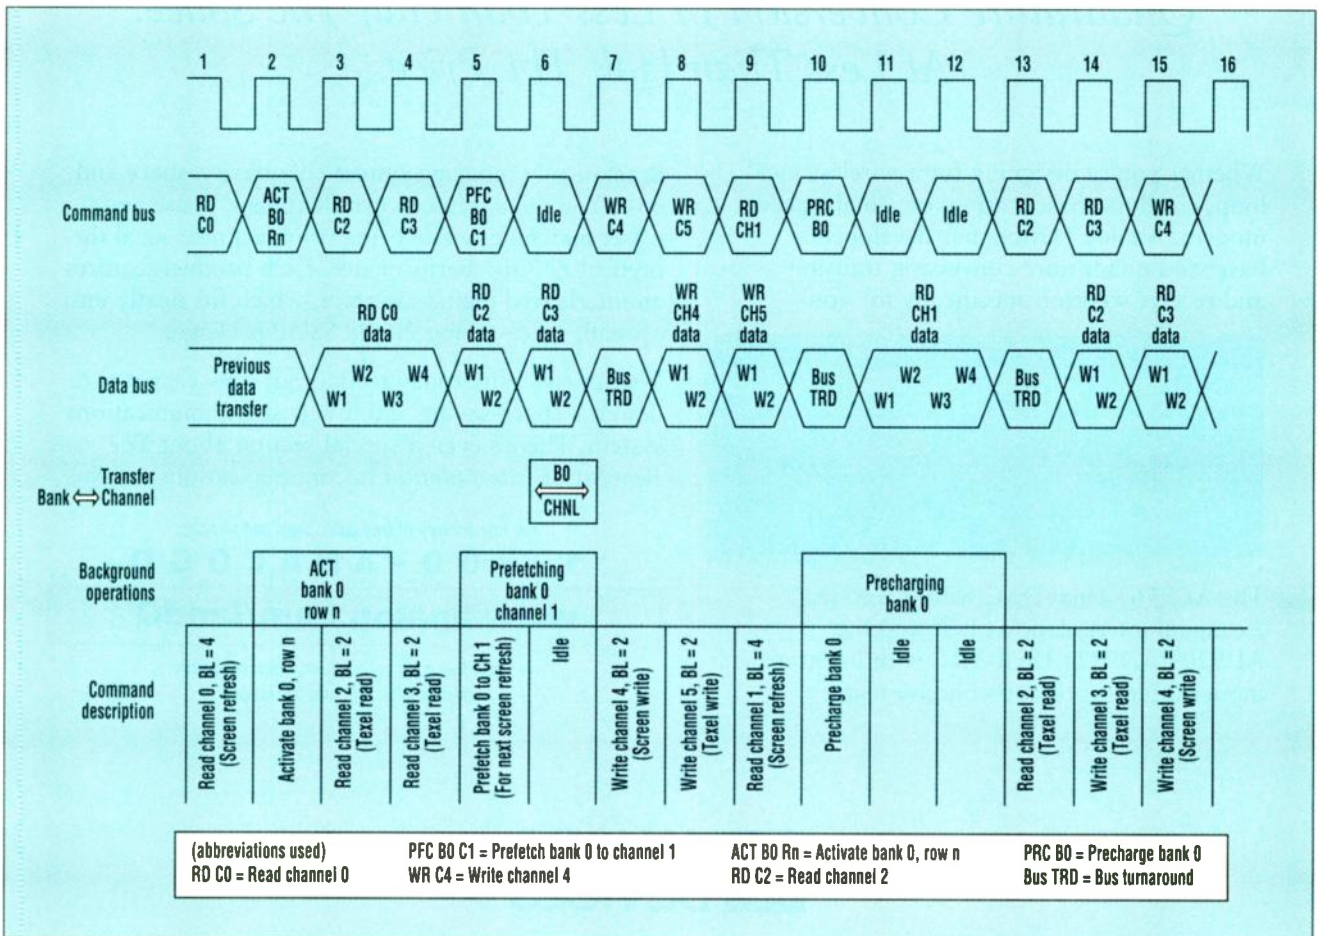 1 2 3 4 5 6 7 8 9 10 11 12 13 14 15 16
Command bus
RD C0
ACT B0 Rn
RD C2
RD C3
PFC B0 C1
Idle
WR C4
WR C5
RD CH1
PRC B0
Idle
Idle
RD C2
RD C3
WR C4
RD C0 data
RD C2 data
RD C3 data
WR CH4 data
WR CH5 data
RD CH1 data
RD C2 data
RD C3 data
Data bus
Previous data transfer
W1 W2 W3 W4
W1 W2
W1 W2
Bus TRD
W1 W2
W1 W2
Bus TRD
W1 W2 W3 W4
Bus TRD
W1 W2
W1 W2
Transfer
Bank ⇔ Channel
B0
CHNL
Background operations
ACT bank 0 row n
Prefetching bank 0 channel 1
Precharging bank 0
Command description
Read channel 0, BL = 4
(Screen refresh)
Activate bank 0, row n
Read channel 2, BL = 2
(Texel read)
Read channel 3, BL = 2
(Texel read)
Prefetch bank 0 to CH 1
(For next screen refresh)
Idle
Write channel 4, BL = 2
(Screen write)
Write channel 5, BL = 2
(Texel write)
Read channel 1, BL = 4
(Screen refresh)
Precharge bank 0
Idle
Idle
Read channel 2, BL = 2
(Texel read)
Write channel 3, BL = 2
(Texel read)
Write channel 4, BL = 2
(Screen write)
(abbreviations used)
RD C0 = Read channel 0
PFC B0 C1 = Prefetch bank 0 to channel 1
WR C4 = Write channel 4
ACT B0 Rn = Activate bank 0, row n
RD C2 = Read channel 2
PRC B0 = Precharge bank 0
Bus TRD = Bus turnaround